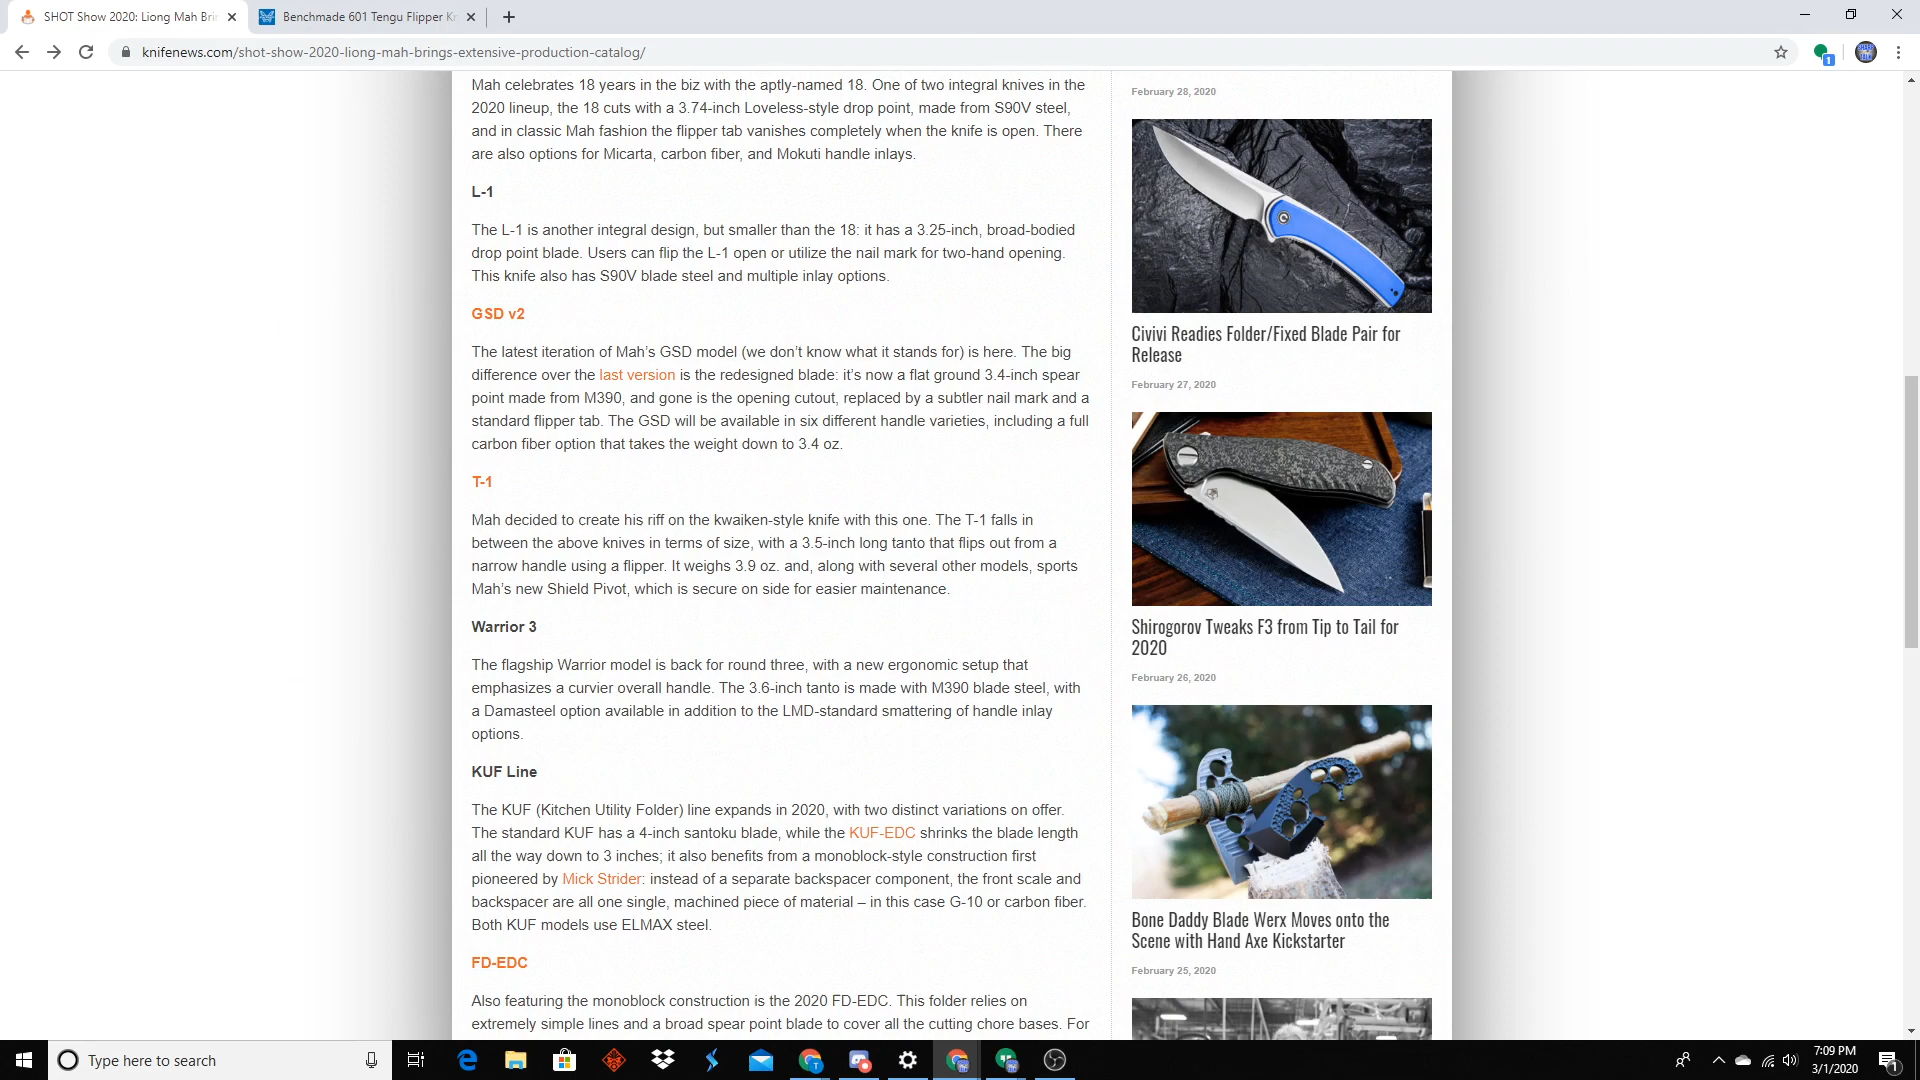 SHOT Show 2020: Liong Mah Brin
Benchmade 601 Tengu Flipper Kn
knifenews.com/shot-show-2020-liong-mah-brings-extensive-production-catalog/
1
Mah celebrates 18 years in the biz with the aptly-named 18. One of two integral knives in the
2020 lineup, the 18 cuts with a 3.74-inch Loveless-style drop point, made from S90V steel,
and in classic Mah fashion the flipper tab vanishes completely when the knife is open. There
are also options for Micarta, carbon fiber, and Mokuti handle inlays.
L-1
The L-1 is another integral design, but smaller than the 18: it has a 3.25-inch, broad-bodied
drop point blade. Users can flip the L-1 open or utilize the nail mark for two-hand opening.
This knife also has S90V blade steel and multiple inlay options.
GSD v2
The latest iteration of Mah’s GSD model (we don’t know what it stands for) is here. The big
difference over the last version is the redesigned blade: it’s now a flat ground 3.4-inch spear
point made from M390, and gone is the opening cutout, replaced by a subtler nail mark and a
standard flipper tab. The GSD will be available in six different handle varieties, including a full
carbon fiber option that takes the weight down to 3.4 oz.
T-1
Mah decided to create his riff on the kwaiken-style knife with this one. The T-1 falls in
between the above knives in terms of size, with a 3.5-inch long tanto that flips out from a
narrow handle using a flipper. It weighs 3.9 oz. and, along with several other models, sports
Mah’s new Shield Pivot, which is secure on side for easier maintenance.
Warrior 3
The flagship Warrior model is back for round three, with a new ergonomic setup that
emphasizes a curvier overall handle. The 3.6-inch tanto is made with M390 blade steel, with
a Damasteel option available in addition to the LMD-standard smattering of handle inlay
options.
KUF Line
The KUF (Kitchen Utility Folder) line expands in 2020, with two distinct variations on offer.
The standard KUF has a 4-inch santoku blade, while the KUF-EDC shrinks the blade length
all the way down to 3 inches; it also benefits from a monoblock-style construction first
pioneered by Mick Strider: instead of a separate backspacer component, the front scale and
backspacer are all one single, machined piece of material – in this case G-10 or carbon fiber.
Both KUF models use ELMAX steel.
FD-EDC
Also featuring the monoblock construction is the 2020 FD-EDC. This folder relies on
extremely simple lines and a broad spear point blade to cover all the cutting chore bases. For
February 28, 2020
Civivi Readies Folder/Fixed Blade Pair for
Release
February 27, 2020
Shirogorov Tweaks F3 from Tip to Tail for
2020
February 26, 2020
Bone Daddy Blade Werx Moves onto the
Scene with Hand Axe Kickstarter
February 25, 2020
Type here to search
7:09 PM
3/1/2020
1